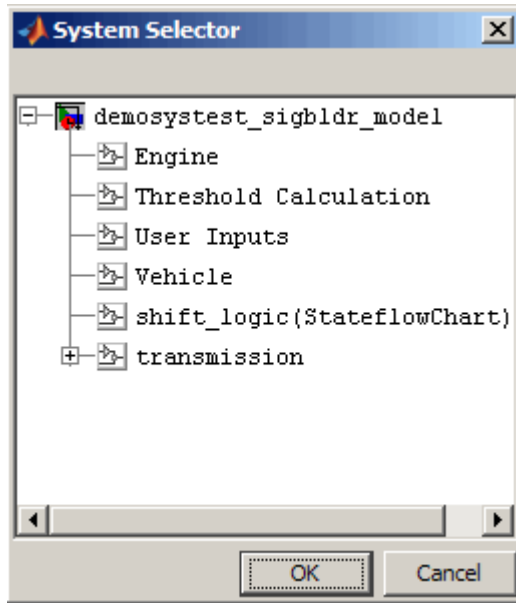 System Selector
demosystest_sigbldr_model
Engine
Threshold Calculation
User Inputs
Vehicle
shift_logic(StateflowChart)
transmission
OK
Cancel